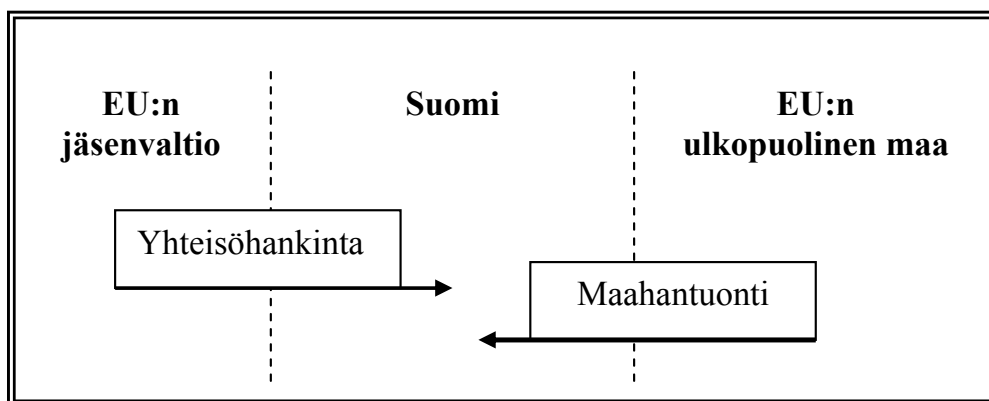 EU:n
jäsenvaltio
Suomi
EU:n
ulkopuolinen maa
Yhteisöhankinta
Maahantuonti